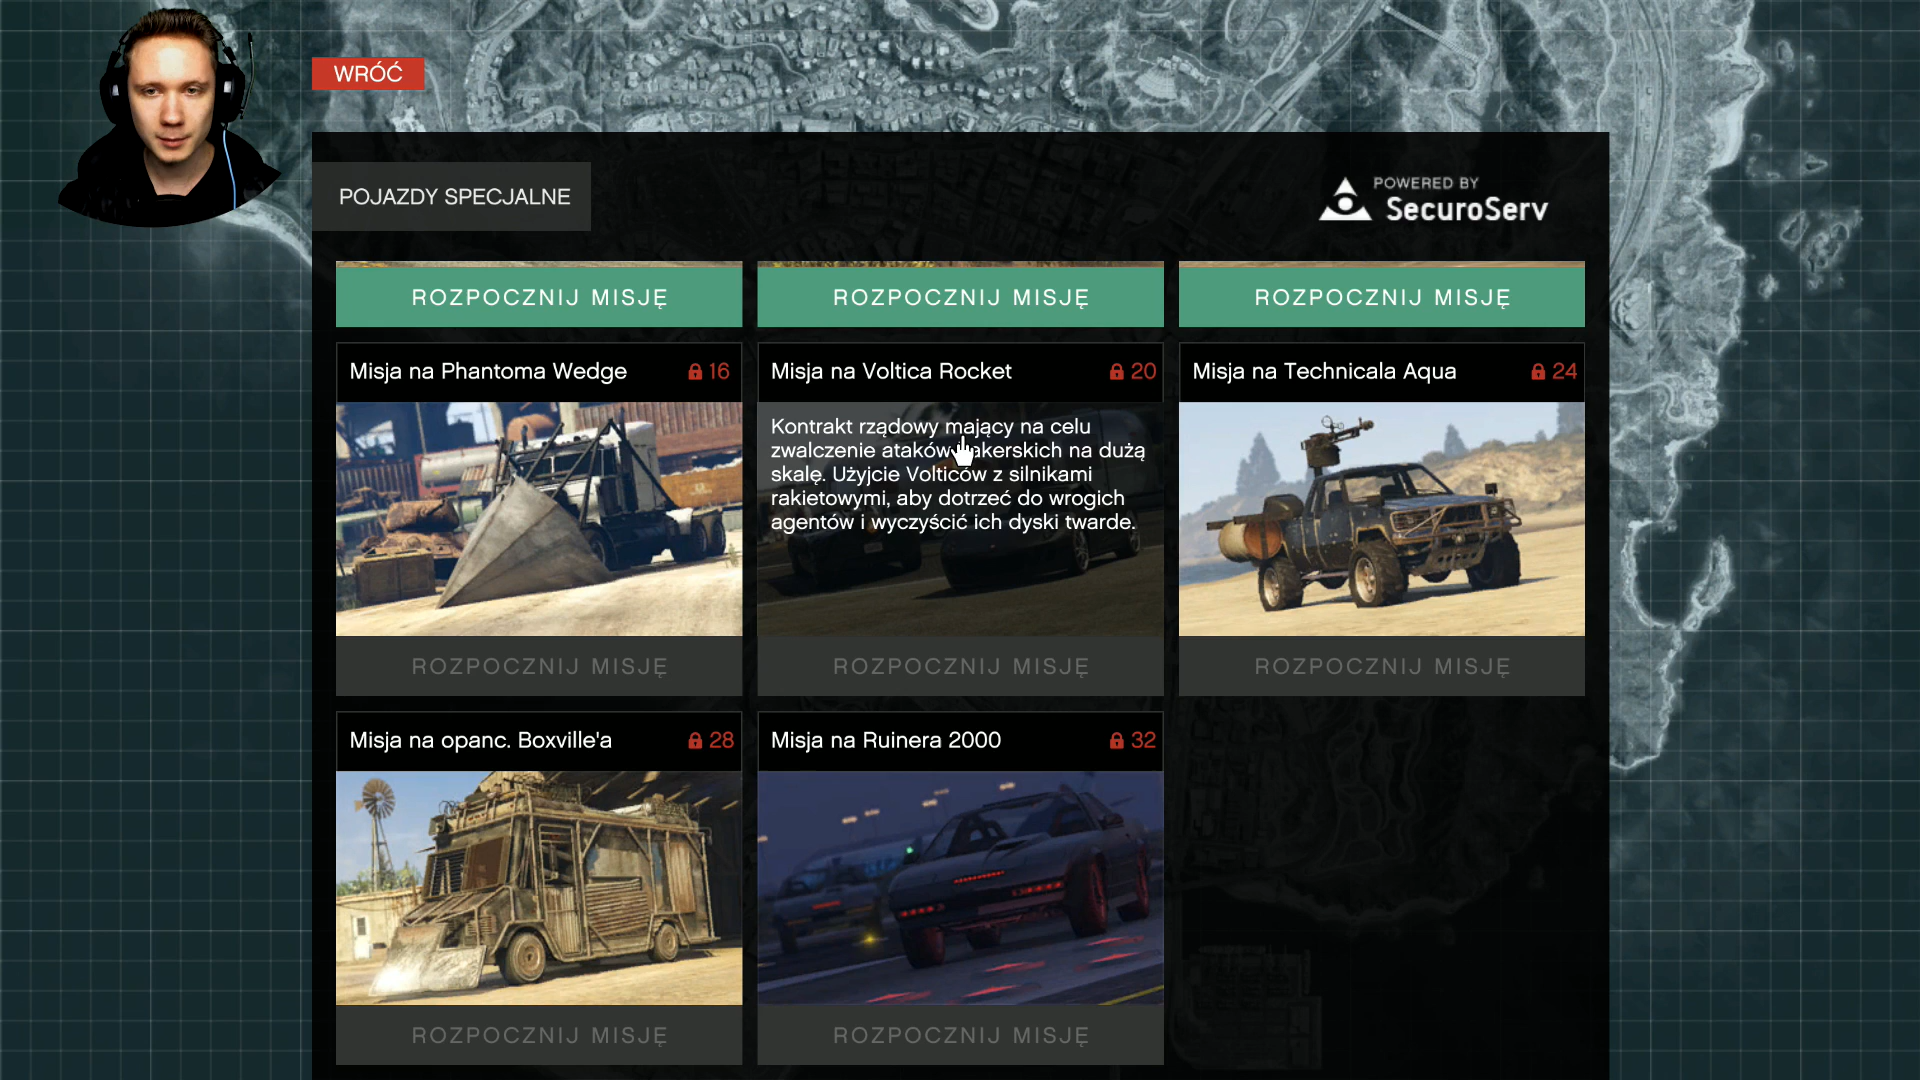 WRÓĆ
POJAZDY SPECJALNE
POWERED BY
SecuroServ
ROZPOCZNIJ MISJĘ
ROZPOCZNIJ MISJĘ
ROZPOCZNIJ MISJĘ
Misja na Phantoma Wedge 16
Misja na Voltica Rocket 20
Misja na Technicala Aqua 24
Kontrakt rządowy mający na celu
zwalczenie ataków hakerskich na dużą
skalę. Użyjcie Volticów z silnikami
rakietowymi, aby dotrzeć do wrogich
agentów i wyczyścić ich dyski twarde.
ROZPOCZNIJ MISJĘ
ROZPOCZNIJ MISJĘ
ROZPOCZNIJ MISJĘ
Misja na opanc. Boxville'a 28
Misja na Ruinera 2000 32
ROZPOCZNIJ MISJĘ
ROZPOCZNIJ MISJĘ